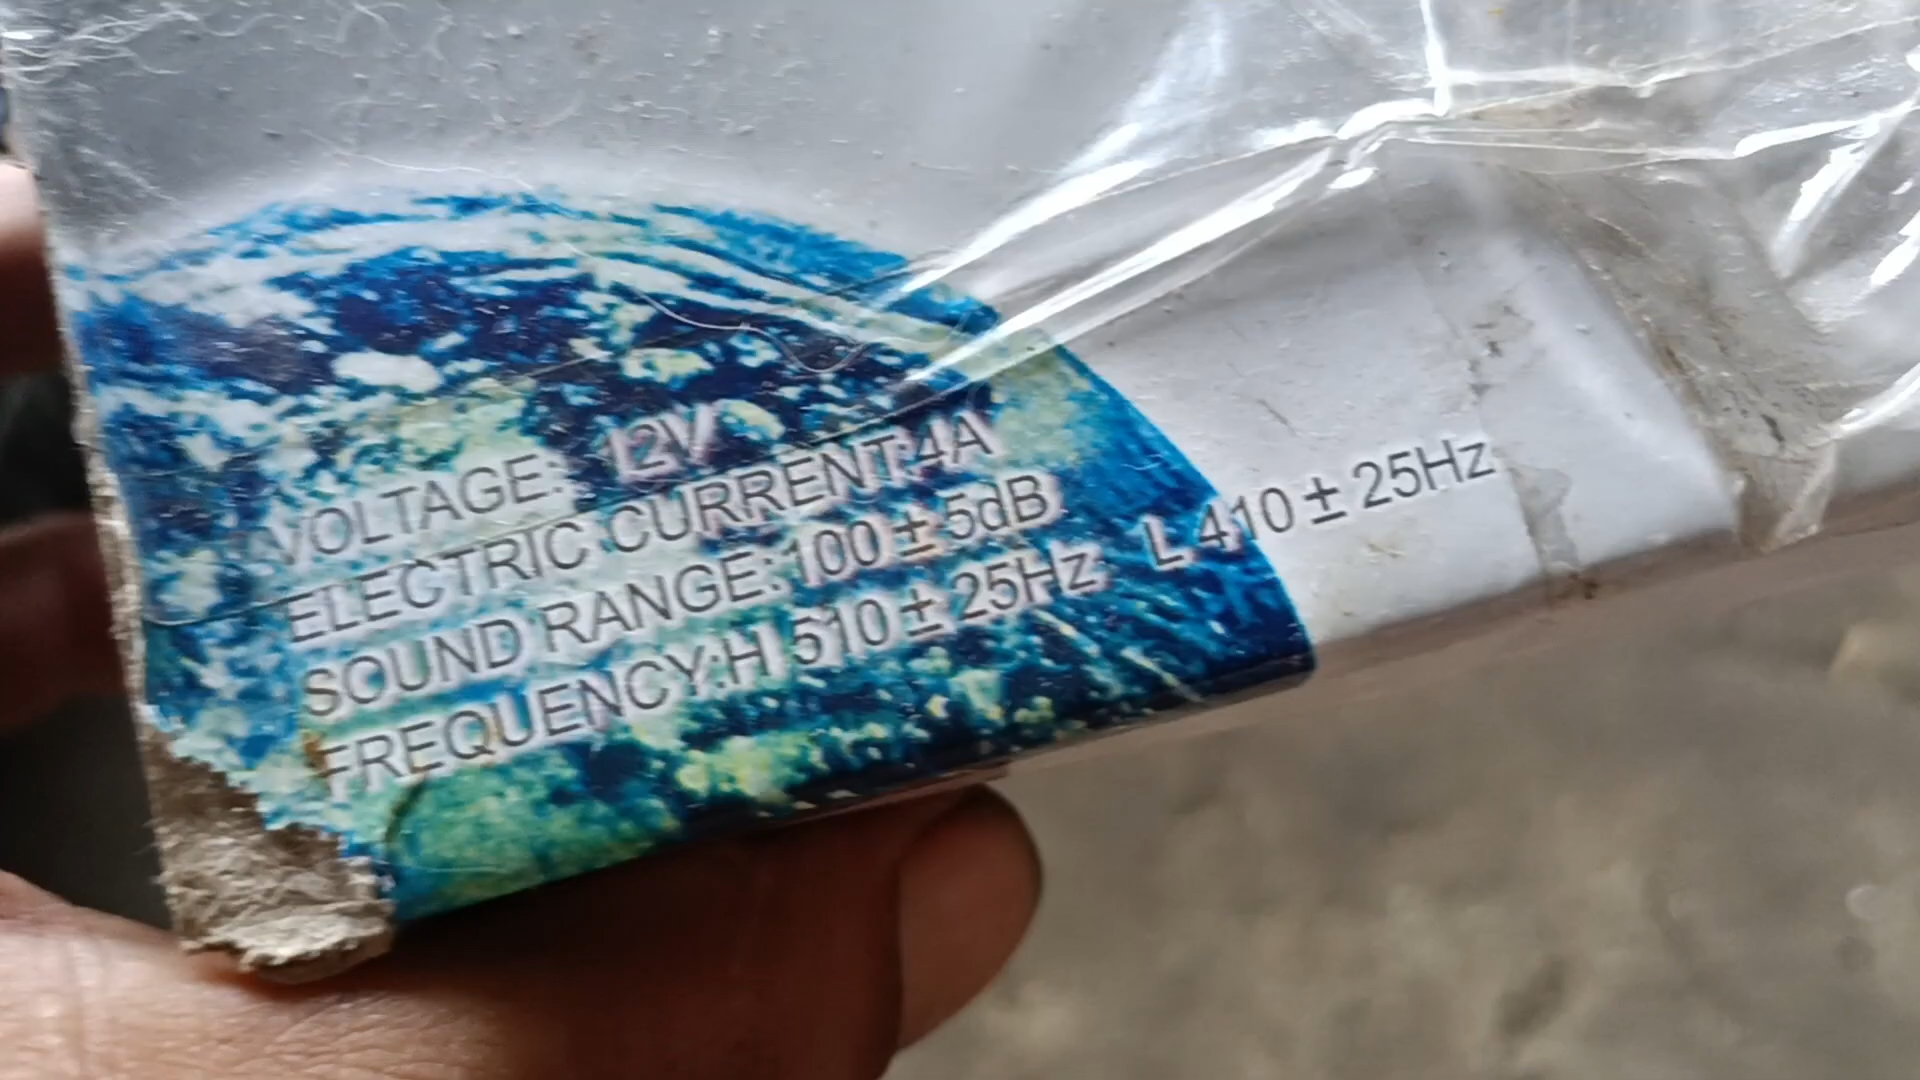 VOLTAGE: 12V
ELECTRIC CURRENT:4A
SOUND RANGE:100±5dB
FREQUENCY:H 510±25Hz L 410±25Hz